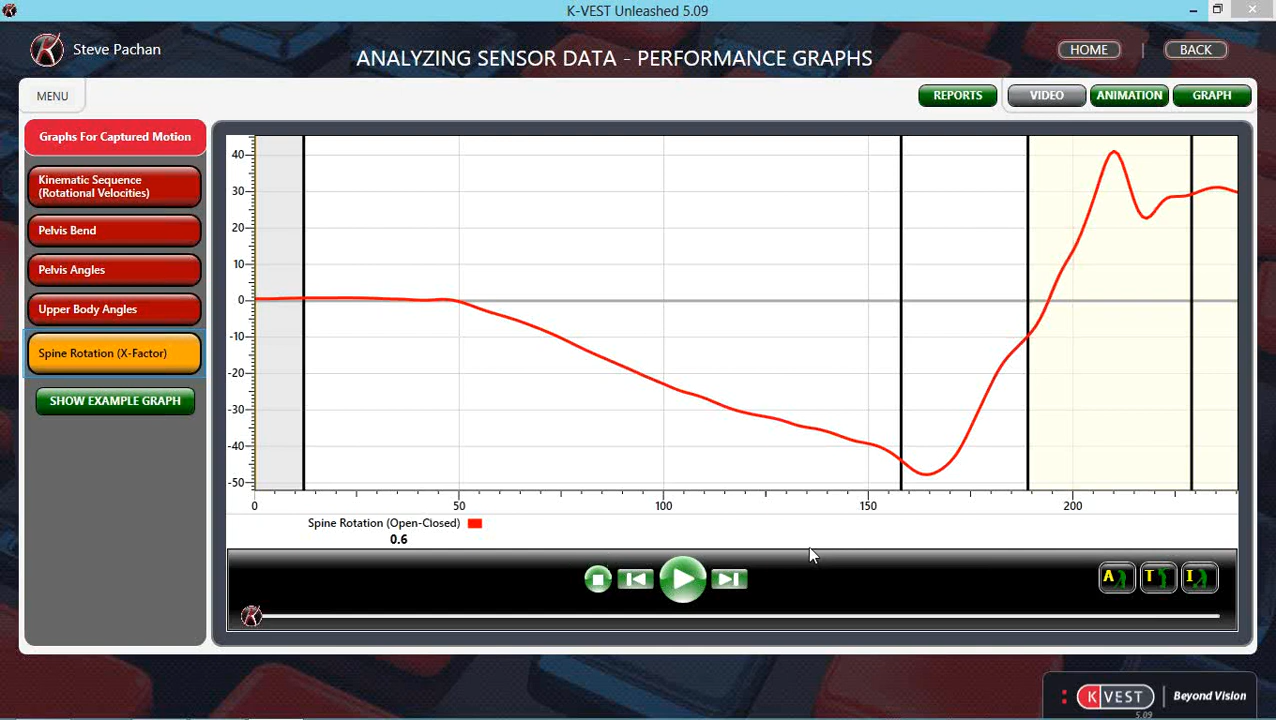 K-VEST Unleashed 5.09
Steve Pachan
ANALYZING SENSOR DATA - PERFORMANCE GRAPHS
HOME
|
BACK
MENU
REPORTS
VIDEO
ANIMATION
GRAPH
Graphs For Captured Motion
Kinematic Sequence
(Rotational Velocities)
Pelvis Bend
Pelvis Angles
Upper Body Angles
Spine Rotation (X-Factor)
SHOW EXAMPLE GRAPH
40
30
20
10
0
-10
-20
-30
-40
-50
0 50 100 150 200
Spine Rotation (Open-Closed)
0.6
A T I
K
K VEST | Beyond Vision
5.09